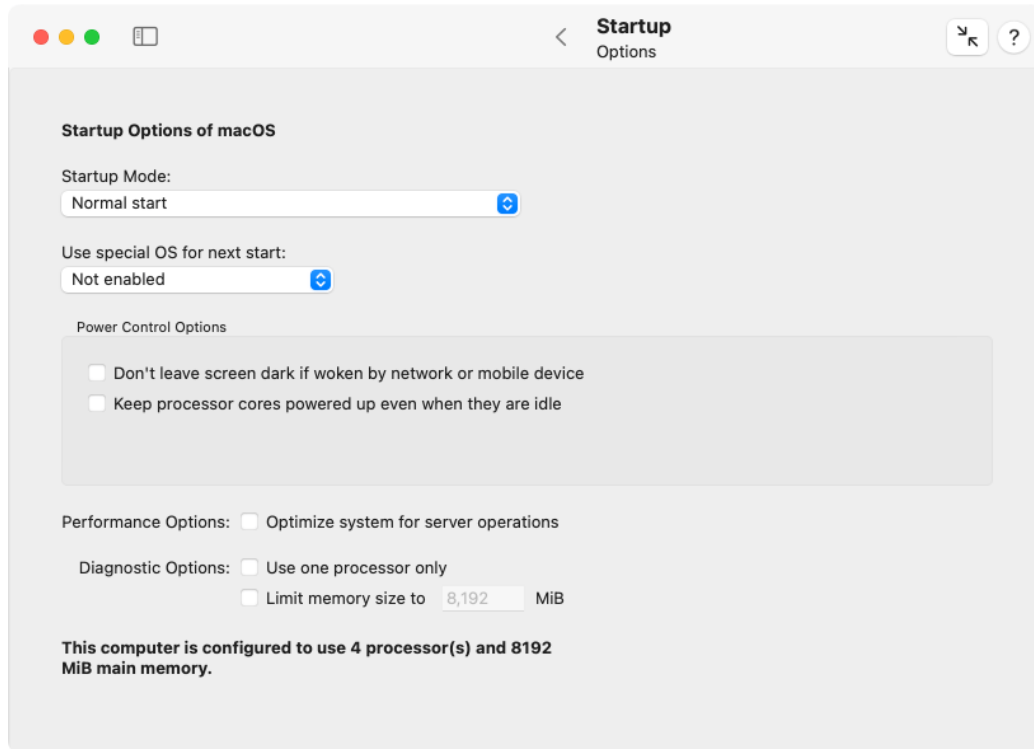 Startup
Options
?
Startup Options of macOS
Startup Mode:
Normal start
Use special OS for next start:
Not enabled
Power Control Options
Don't leave screen dark if woken by network or mobile device
Keep processor cores powered up even when they are idle
Performance Options: Optimize system for server operations
Diagnostic Options: Use one processor only
Limit memory size to 8,192 MiB
This computer is configured to use 4 processor(s) and 8192
MiB main memory.